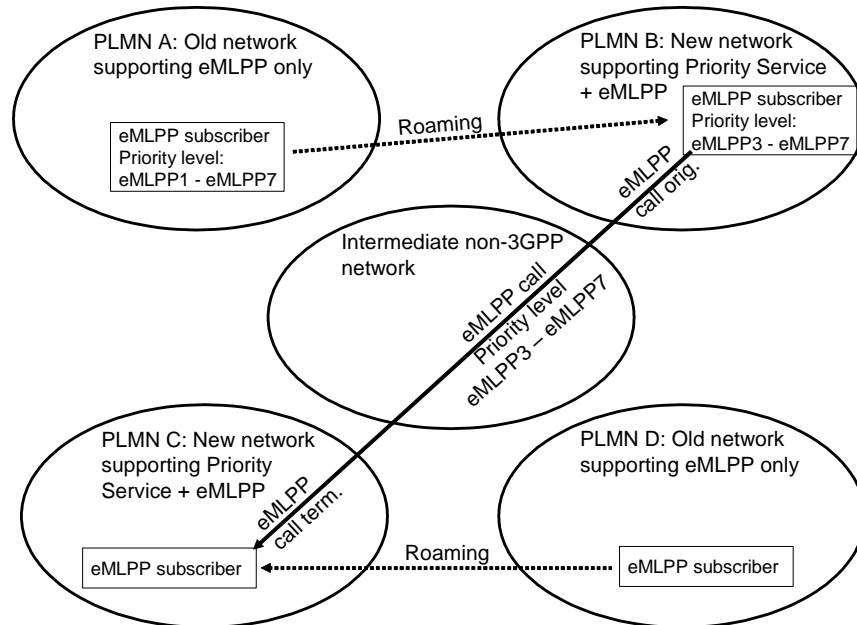 PLMN A: Old network
supporting eMLPP only
eMLPP subscriber
Priority level:
eMLPP1 - eMLPP7
Roaming
PLMN B: New network
supporting Priority Service
+ eMLPP
eMLPP subscriber
Priority level:
eMLPP3 - eMLPP7
eMLPP
call orig.
Intermediate non-3GPP
network
eMLPP call
Priority level
eMLPP3 – eMLPP7
PLMN C: New network
supporting Priority
Service + eMLPP
eMLPP
call term.
eMLPP subscriber
Roaming
PLMN D: Old network
supporting eMLPP only
eMLPP subscriber